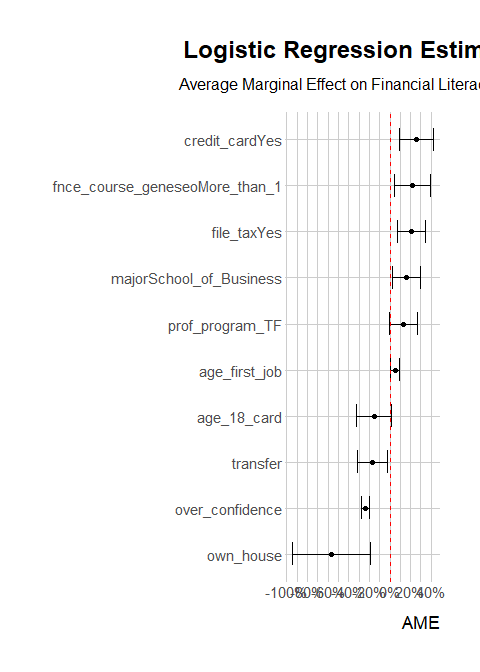 Logistic Regression Estim
Average Marginal Effect on Financial Litera
credit_cardYes
fnce_course_geneseoMore_than_1
file_taxYes
majorSchool_of_Business
prof_program_TF
age_first_job
age_18_card
transfer
over_confidence
own_house
-100% -80% -60% -40% -20% 0% 20% 40%
AME